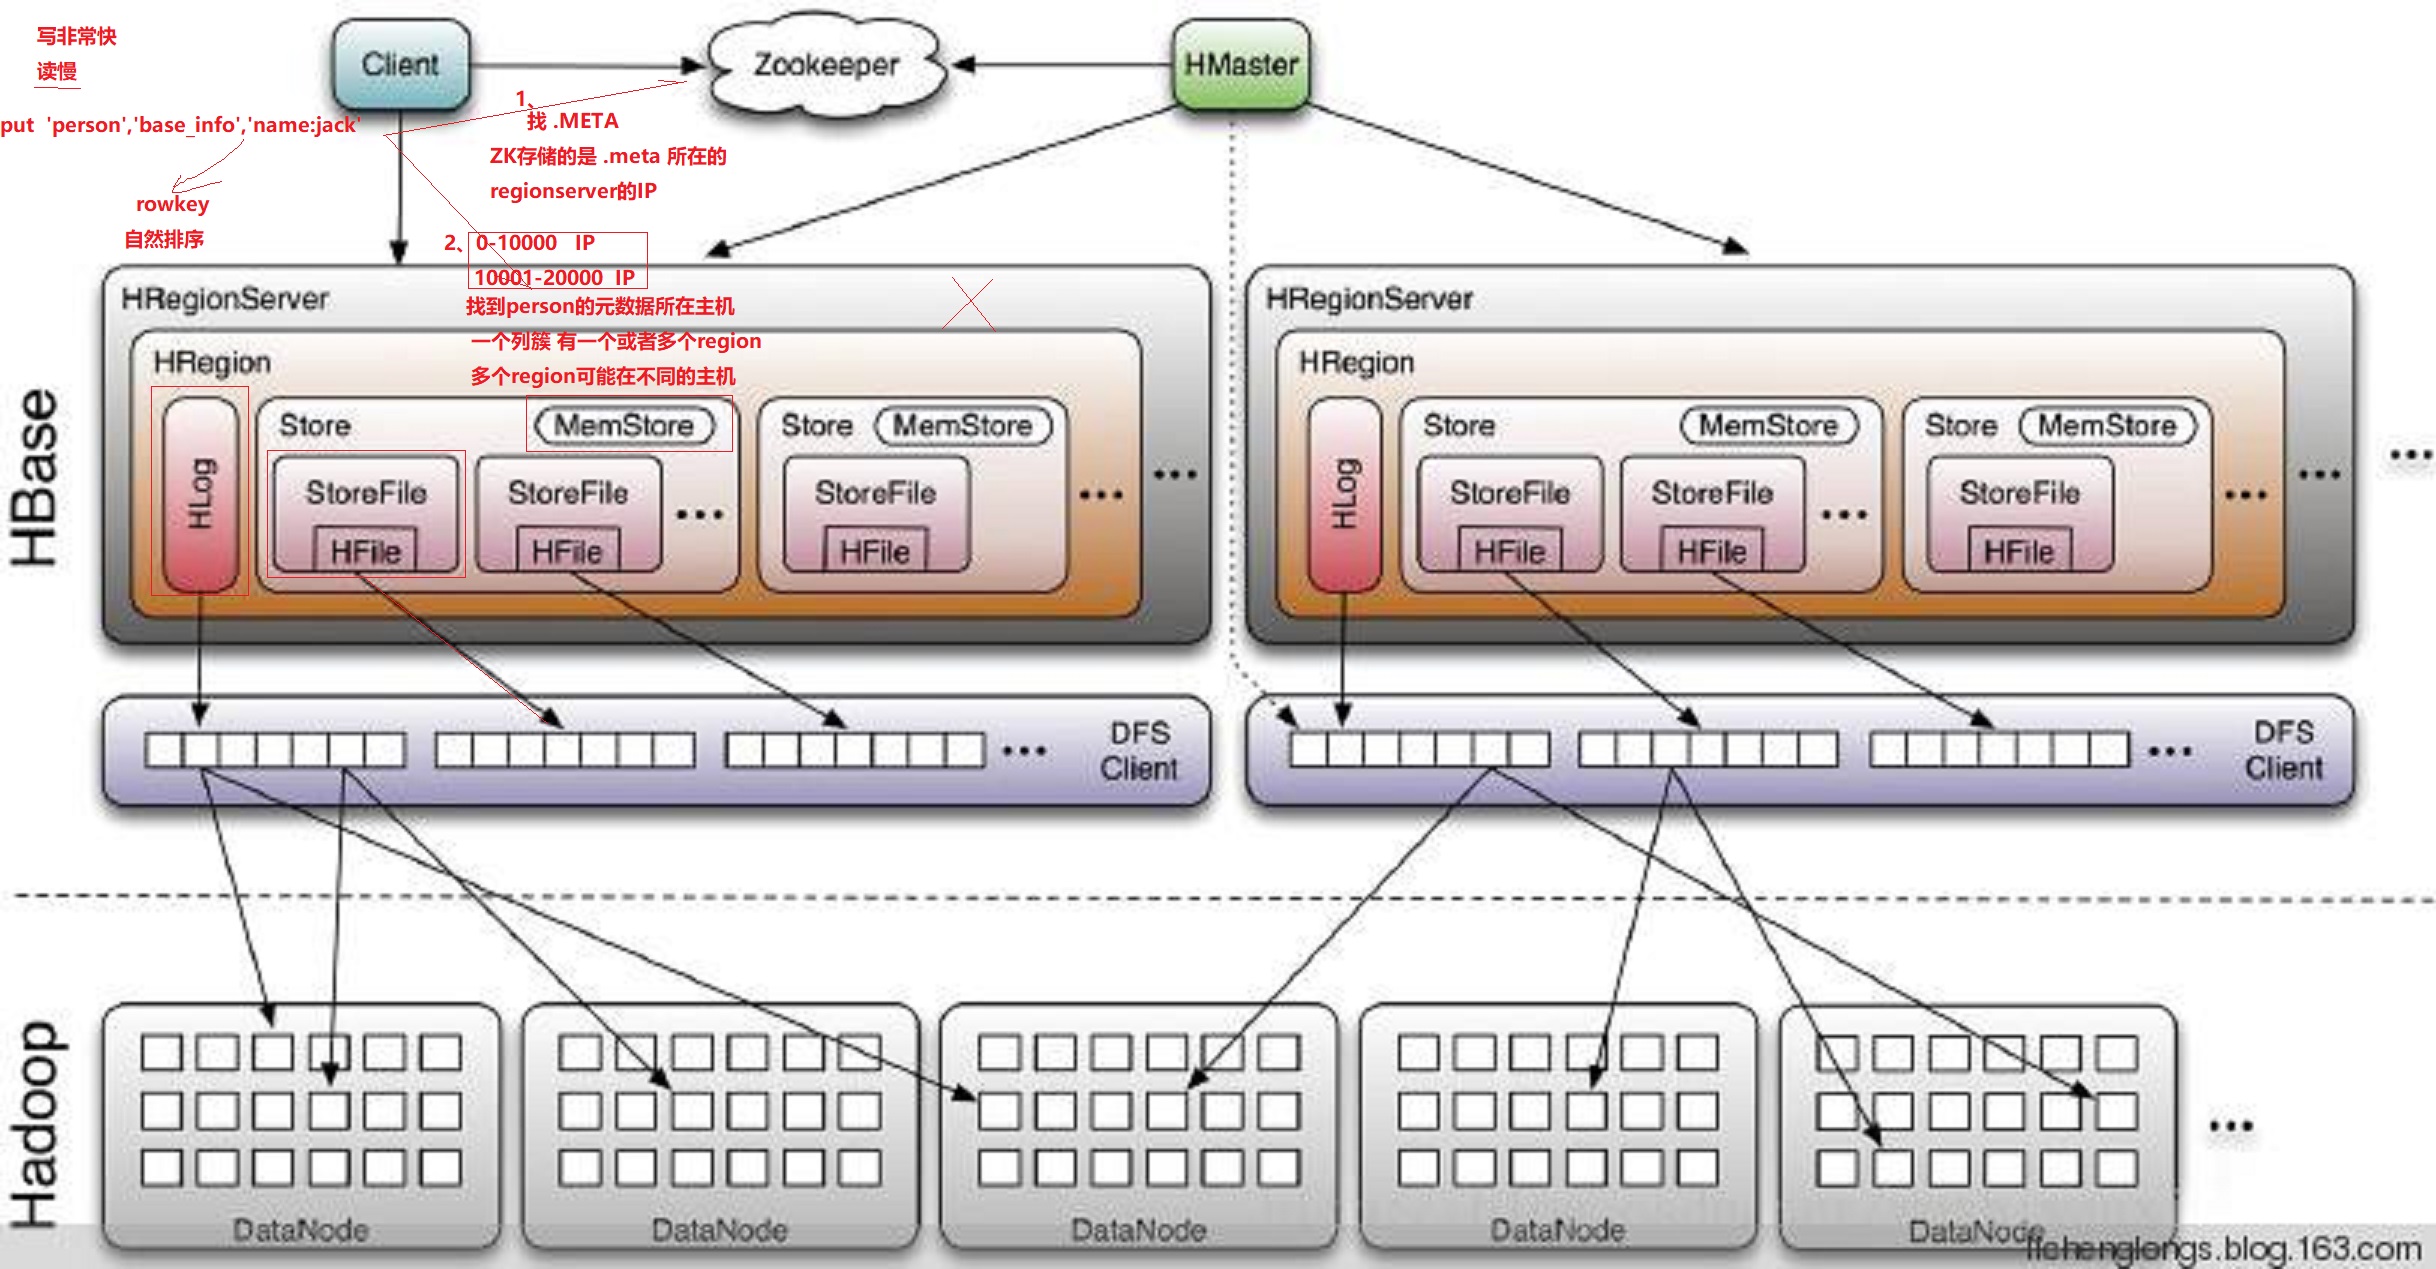 写非常快
读慢
put 'person','base_info','name:jack'
rowkey
自然排序
Client
Zookeeper
HMaster
1、
找 .META
ZK存储的是 .meta 所在的
regionserver的IP
2、 0-10000 IP
10001-20000 IP
找到person的元数据所在主机
一个列簇 有一个或者多个region
多个region可能在不同的主机
HBase
HRegionServer
HRegion
HLog
Store
MemStore
StoreFile
HFile
StoreFile
HFile
...
Store
MemStore
StoreFile
HFile
...
...
HRegionServer
HRegion
HLog
Store
MemStore
StoreFile
HFile
StoreFile
HFile
...
Store
MemStore
StoreFile
HFile
...
...
...
...
DFS
Client
...
DFS
Client
Hadoop
DataNode
DataNode
DataNode
DataNode
DataNode
...